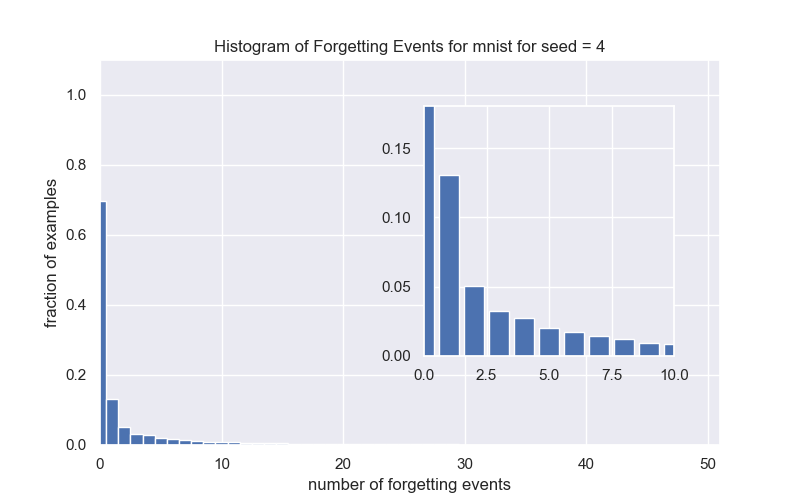 Histogram of Forgetting Events for mnist for seed = 4
fraction of examples
1.0
0.8
0.6
0.4
0.2
0.0
0.15
0.10
0.05
0.00
0.0 2.5 5.0 7.5 10.0
0 10 20 30 40 50
number of forgetting events